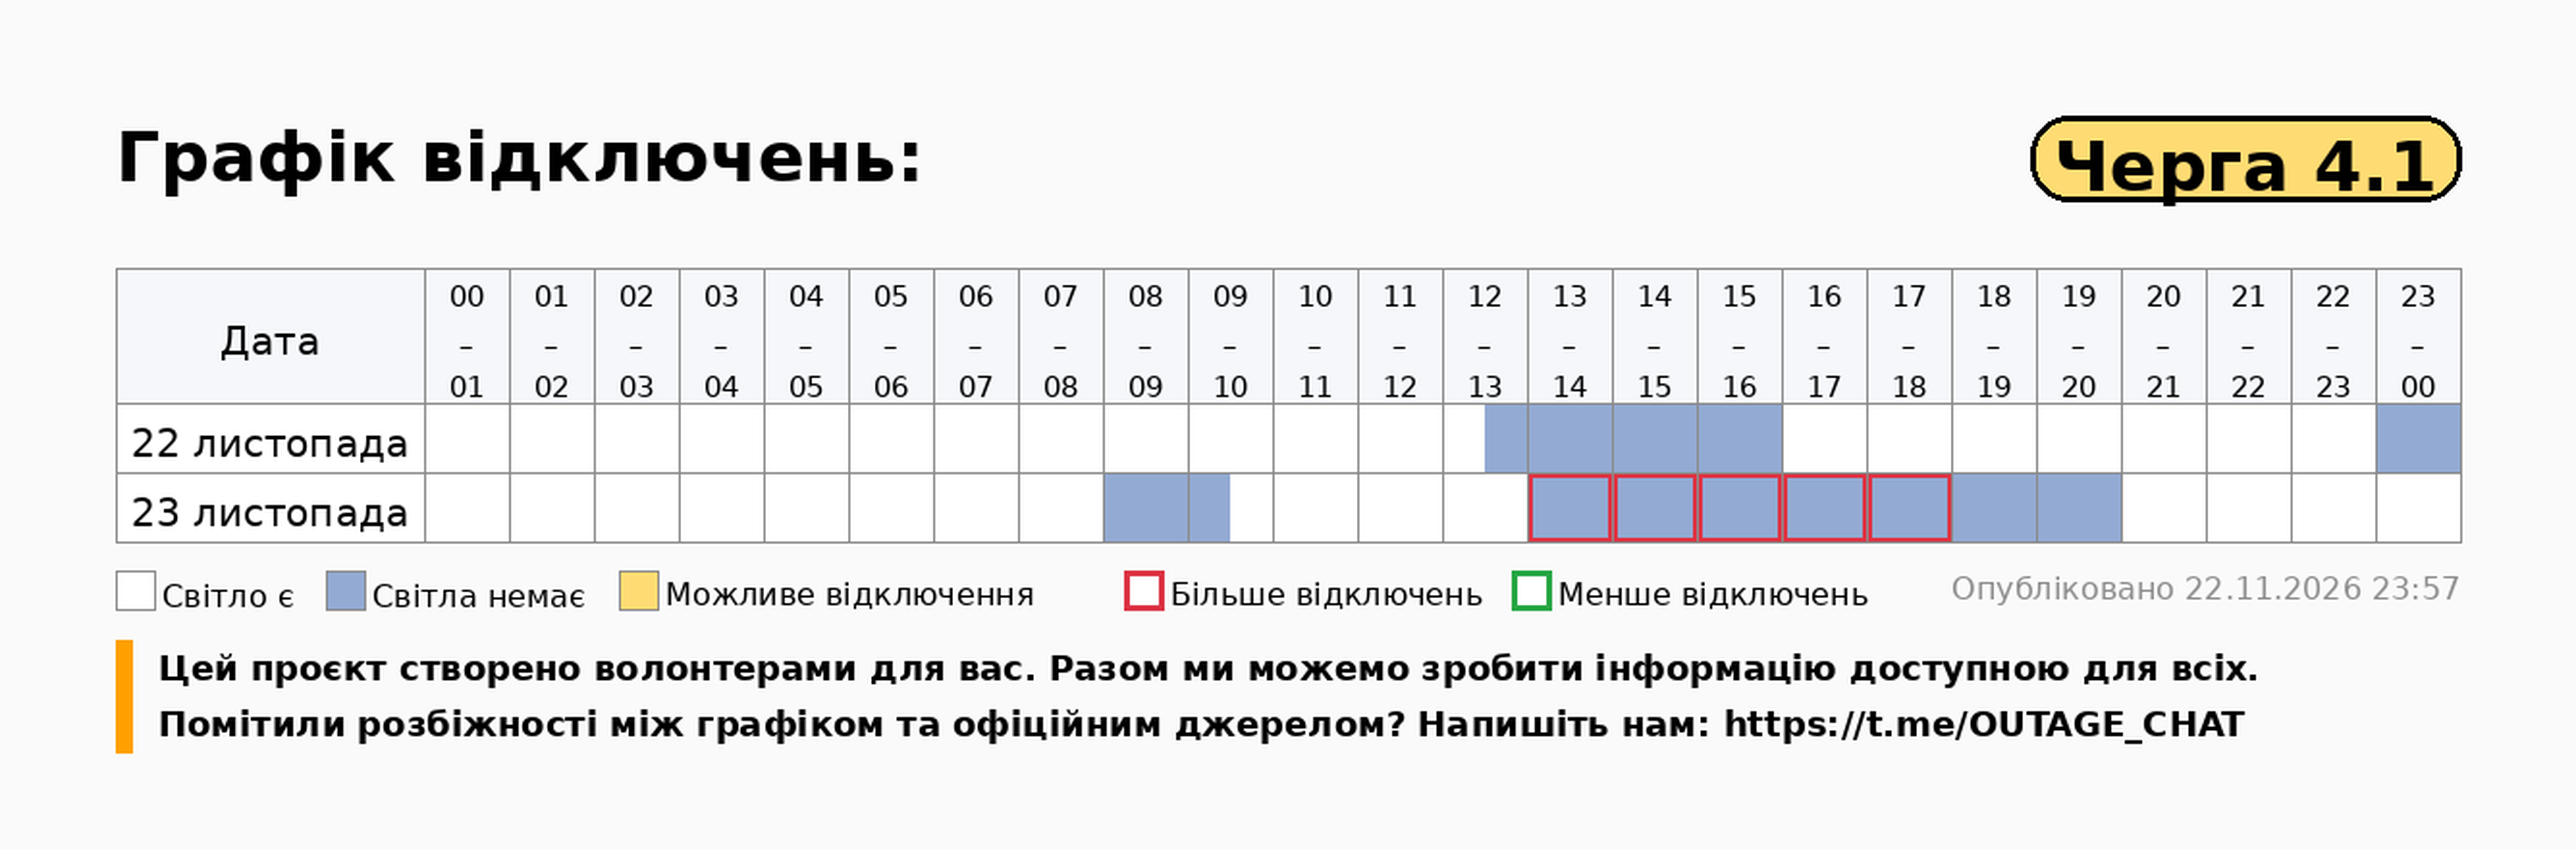 Графік відключень:
Черга 4.1
Дата
00 – 01
01 – 02
02 – 03
03 – 04
04 – 05
05 – 06
06 – 07
07 – 08
08 – 09
09 – 10
10 – 11
11 – 12
12 – 13
13 – 14
14 – 15
15 – 16
16 – 17
17 – 18
18 – 19
19 – 20
20 – 21
21 – 22
22 – 23
23 – 00
22 листопада
23 листопада
Світло є
Світла немає
Можливе відключення
Більше відключень
Менше відключень
Опубліковано 22.11.2026 23:57
Цей проєкт створено волонтерами для вас. Разом ми можемо зробити інформацію доступною для всіх.
Помітили розбіжності між графіком та офіційним джерелом? Напишіть нам: https://t.me/OUTAGE_CHAT